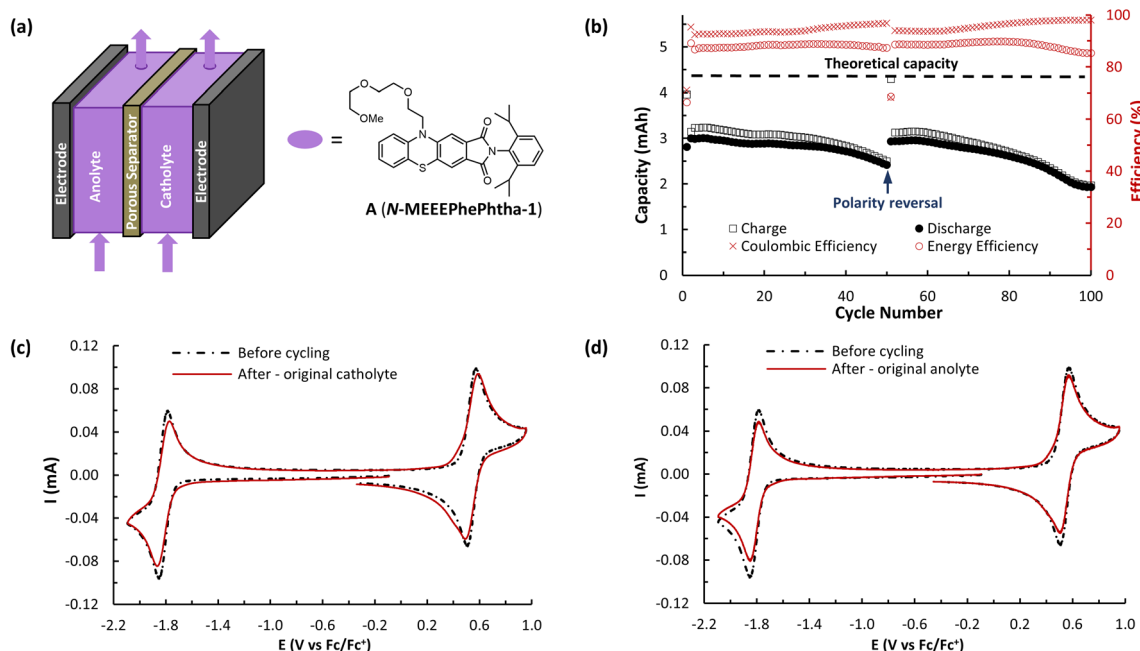 (a)
Electrode
Anolyte
Porous Separator
Catholyte
Electrode
=
O
O
O
OMe
N
S
O
N
O
A (N-MEEEPhePhtha-1)
(b)
Capacity (mAh)
5
4
3
2
1
0
Theoretical capacity
Polarity reversal
Charge
Discharge
Coulombic Efficiency
Energy Efficiency
0
20
40
60
80
100
Cycle Number
100
80
60
40
20
0
Efficiency (%)
(c)
Before cycling
After - original catholyte
I (mA)
0.12
0.08
0.04
0.00
-0.04
-0.08
-0.12
-2.2
-1.8
-1.4
-1.0
-0.6
-0.2
0.2
0.6
1.0
E (V vs Fc/Fc⁺)
(d)
Before cycling
After - original anolyte
I (mA)
0.12
0.08
0.04
0.00
-0.04
-0.08
-0.12
-2.2
-1.8
-1.4
-1.0
-0.6
-0.2
0.2
0.6
1.0
E (V vs Fc/Fc⁺)